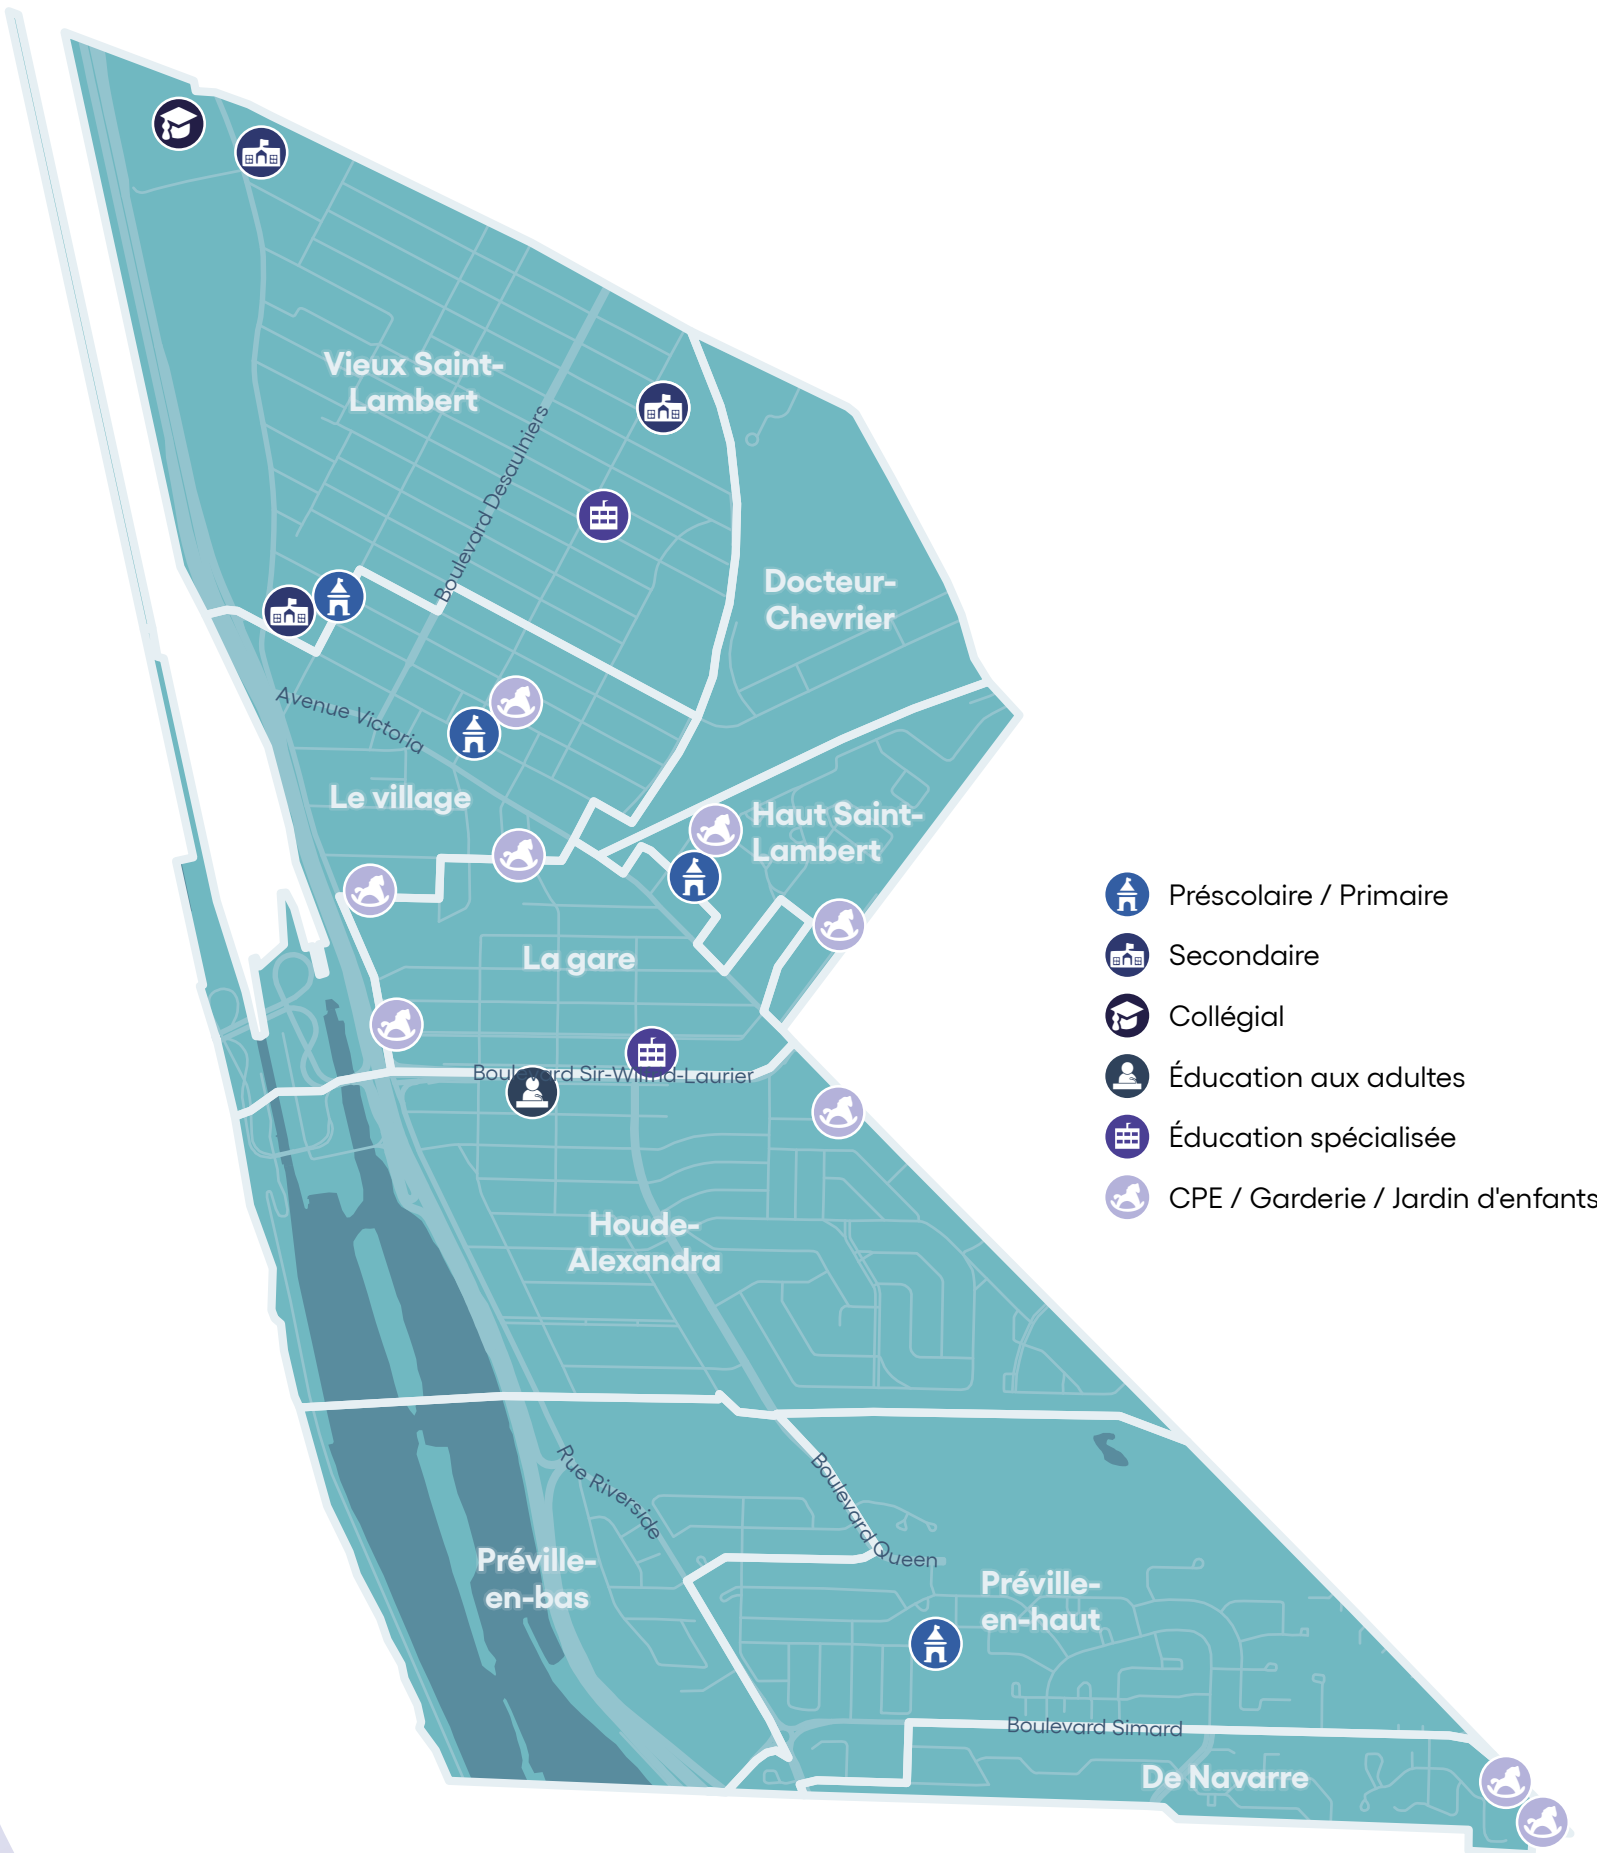 Vieux Saint-
Lambert
Boulevard Desaulniers
Docteur-
Chevrier
Avenue Victoria
Le village
Haut Saint-
Lambert
La gare
Boulevard Sir-Wilfrid-Laurier
Houde-
Alexandra
Rue Riverside
Boulevard Queen
Préville-
en-bas
Préville-
en-haut
Boulevard Simard
De Navarre
Préscolaire / Primaire
Secondaire
Collégial
Éducation aux adultes
Éducation spécialisée
CPE / Garderie / Jardin d'enfants